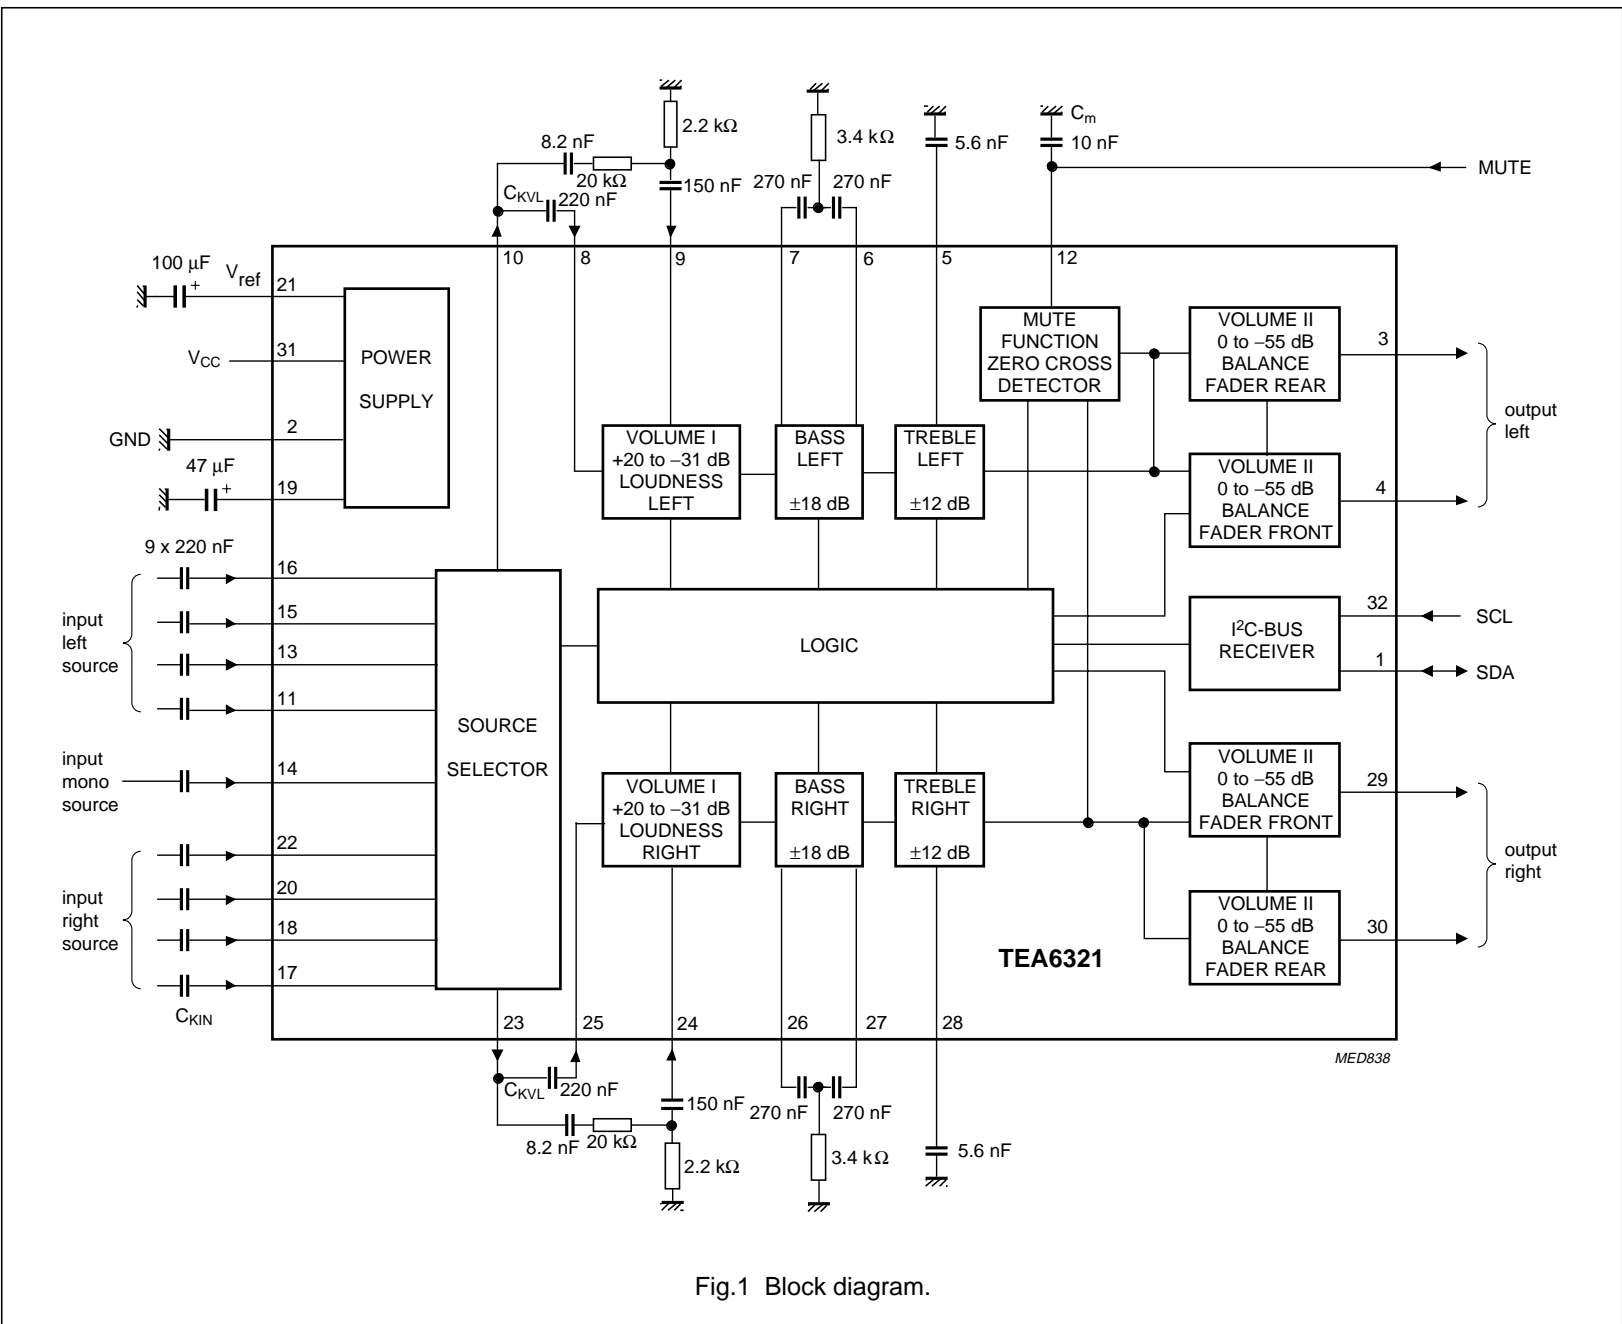 2.2 kΩ
8.2 nF
20 kΩ
150 nF
CKVL
220 nF
3.4 kΩ
270 nF
270 nF
5.6 nF
Cm
10 nF
MUTE
10
8
9
7
6
5
12
100 μF
+
Vref
21
VCC
31
GND
2
47 μF
+
19
POWER
SUPPLY
MUTE
FUNCTION
ZERO CROSS
DETECTOR
VOLUME II
0 to −55 dB
BALANCE
FADER REAR
3
VOLUME I
+20 to −31 dB
LOUDNESS
LEFT
BASS
LEFT
±18 dB
TREBLE
LEFT
±12 dB
VOLUME II
0 to −55 dB
BALANCE
FADER FRONT
4
output
left
9 x 220 nF
16
input
left
source
15
13
11
input
mono
source
14
22
input
right
source
20
18
17
CKIN
SOURCE
SELECTOR
LOGIC
I2C-BUS
RECEIVER
32
SCL
1
SDA
VOLUME I
+20 to −31 dB
LOUDNESS
RIGHT
BASS
RIGHT
±18 dB
TREBLE
RIGHT
±12 dB
VOLUME II
0 to −55 dB
BALANCE
FADER FRONT
29
output
right
VOLUME II
0 to −55 dB
BALANCE
FADER REAR
30
TEA6321
23
25
24
26
27
28
MED838
CKVL
220 nF
150 nF
8.2 nF
20 kΩ
2.2 kΩ
270 nF
270 nF
3.4 kΩ
5.6 nF
Fig.1 Block diagram.